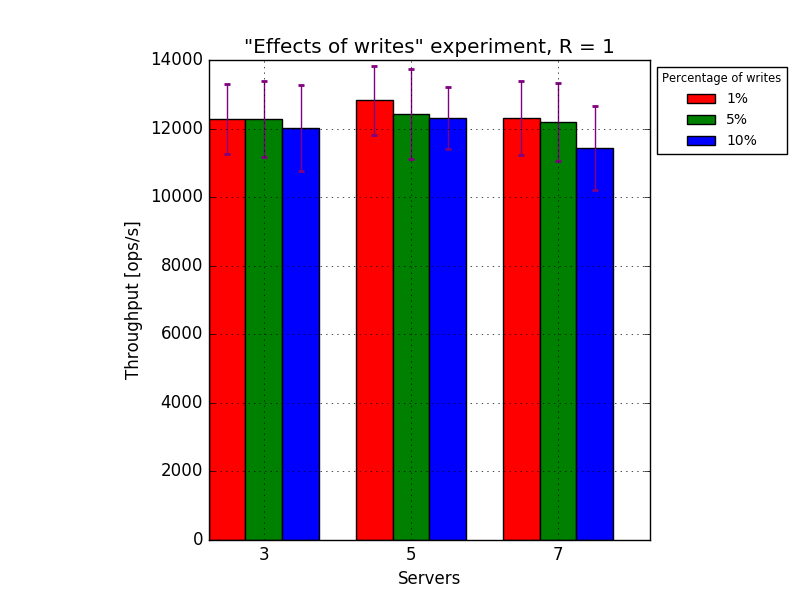 "Effects of writes" experiment, R = 1
Percentage of writes
1%
5%
10%
Throughput [ops/s]
14000
12000
10000
8000
6000
4000
2000
0
3 5 7
Servers